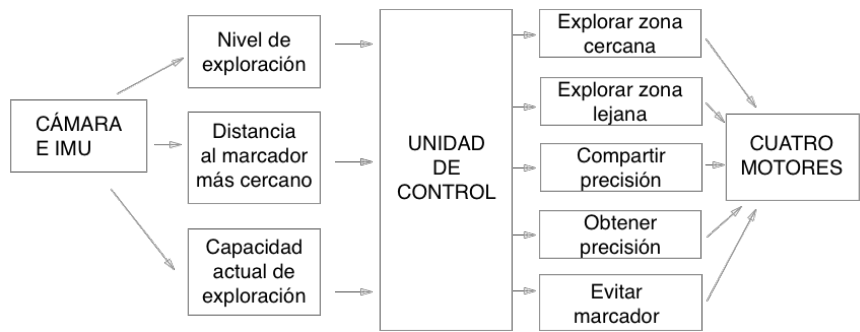 CÁMARA
E IMU
Nivel de
exploración
Distancia
al marcador
más cercano
Capacidad
actual de
exploración
UNIDAD
DE
CONTROL
Explorar zona
cercana
Explorar zona
lejana
Compartir
precisión
Obtener
precisión
Evitar
marcador
CUATRO
MOTORES